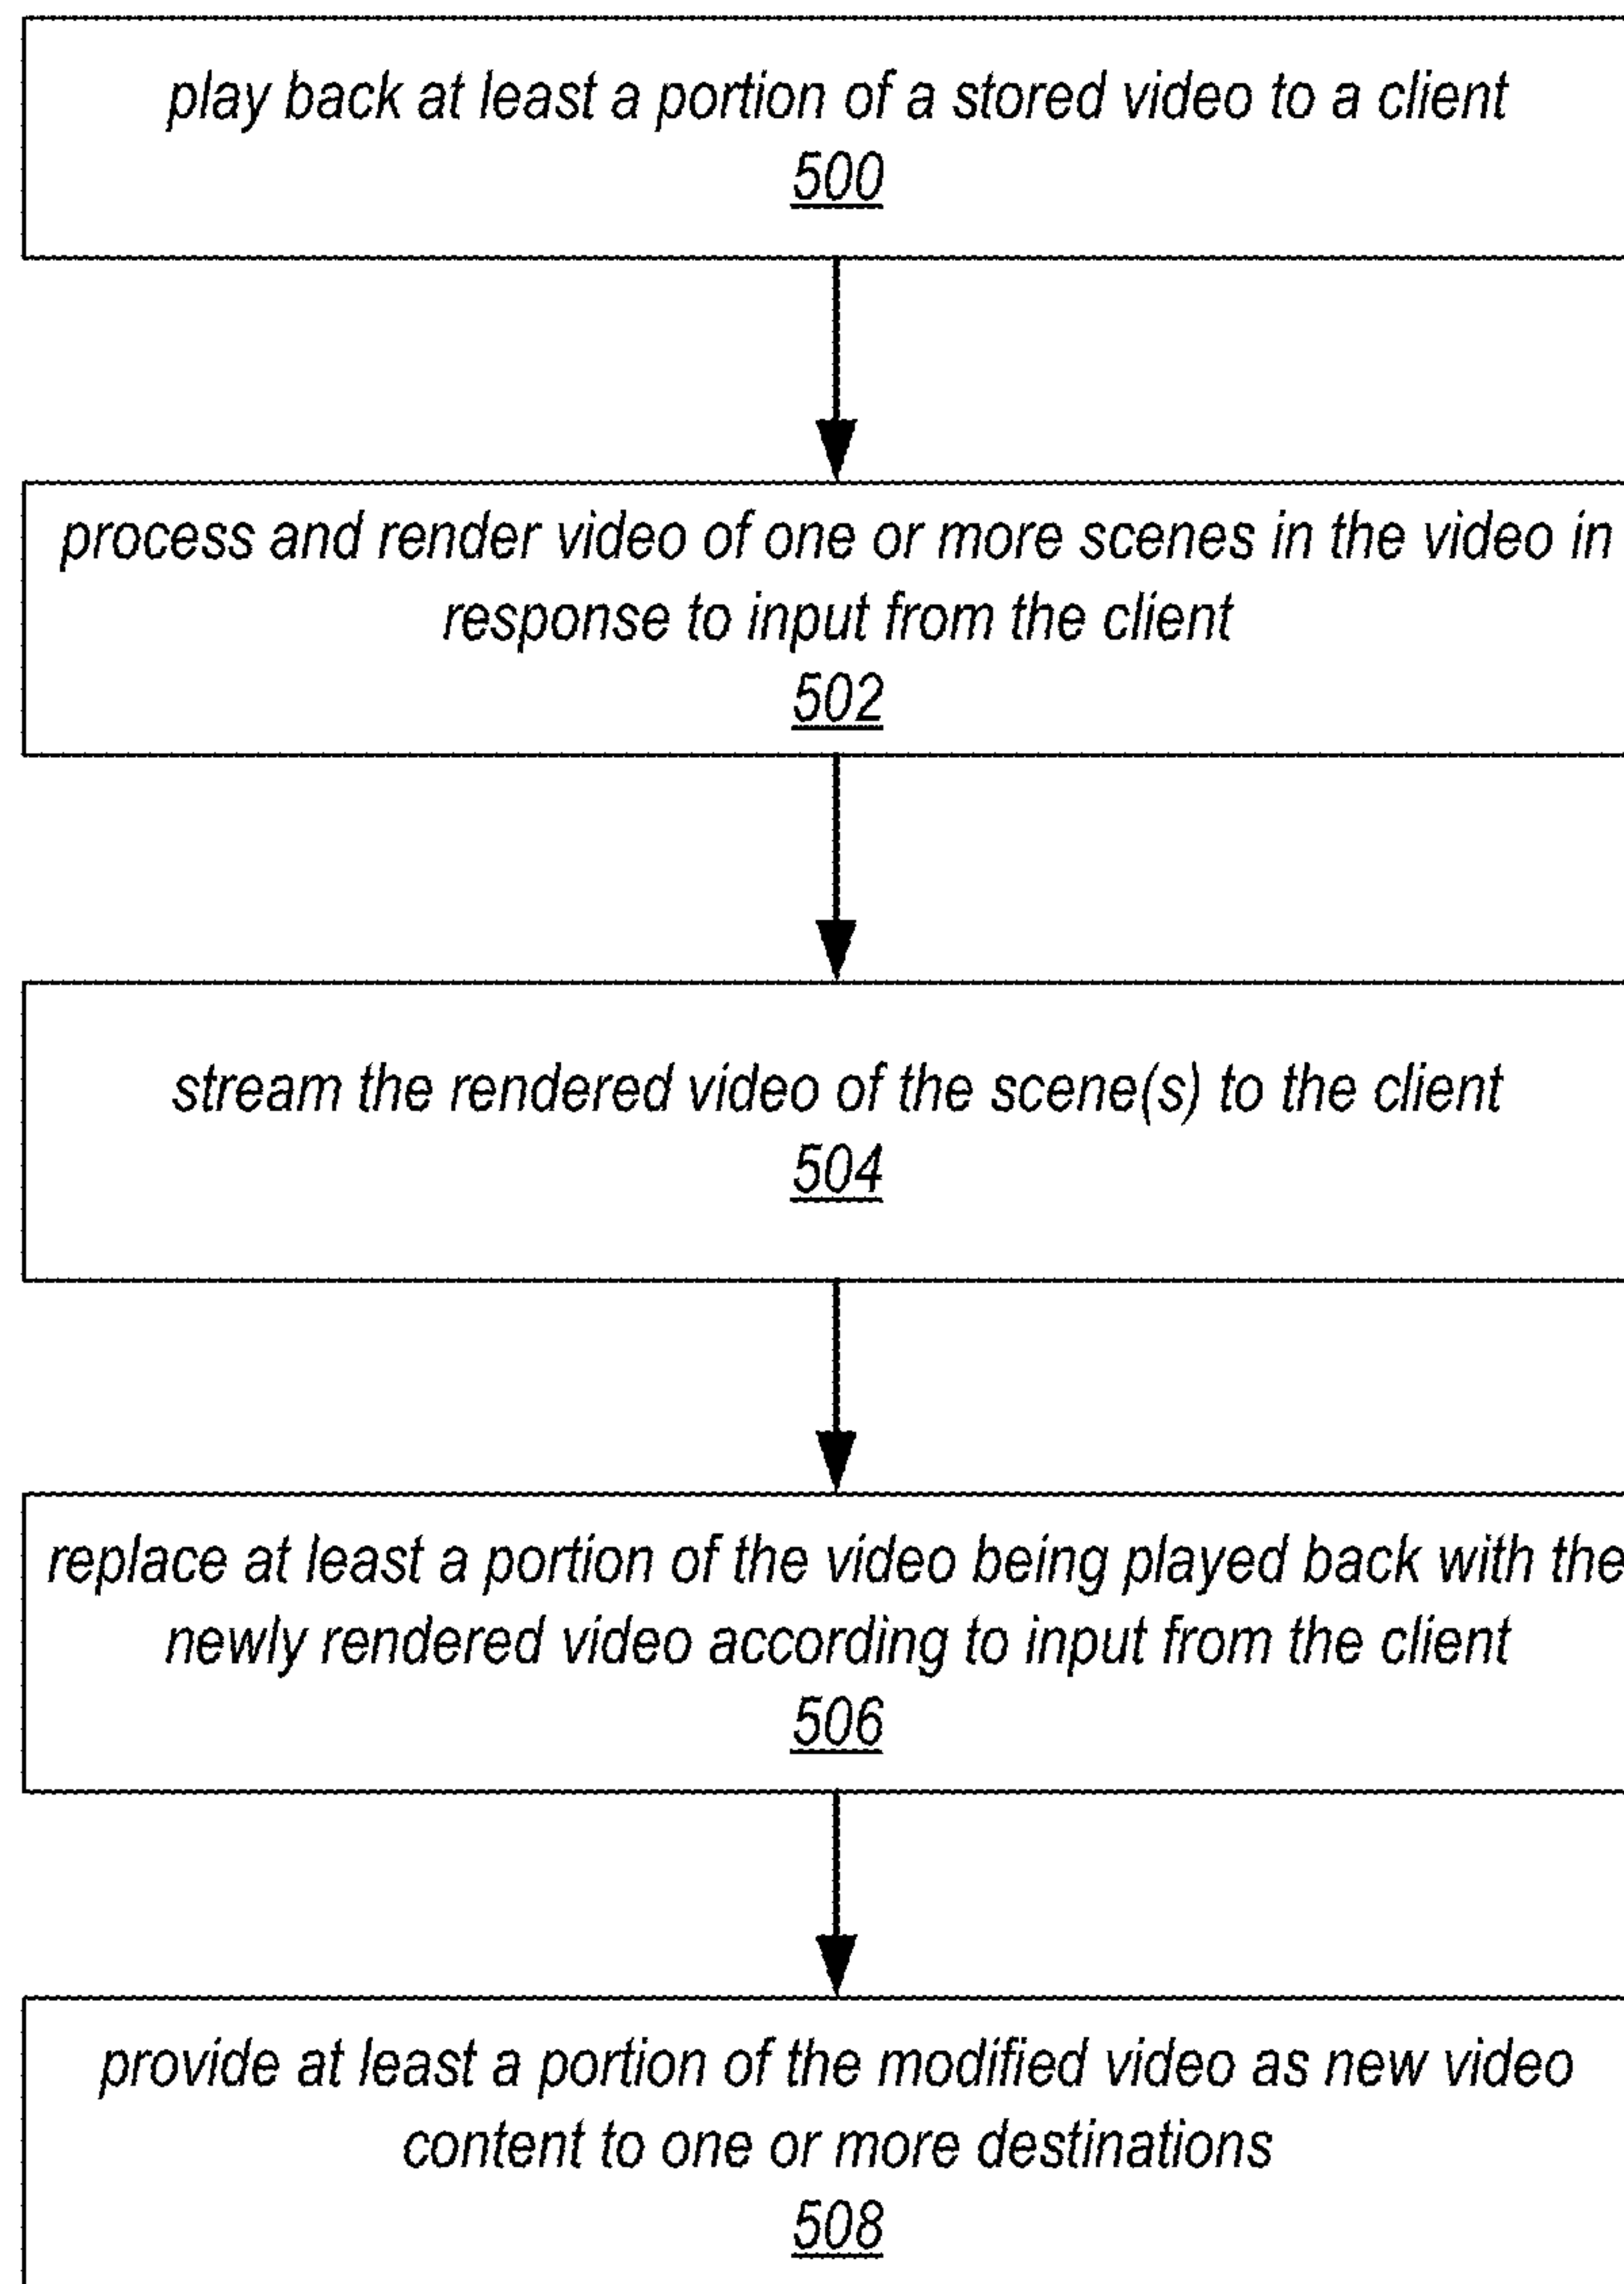 play back at least a portion of a stored video to a client
500
process and render video of one or more scenes in the video in
response to input from the client
502
stream the rendered video of the scene(s) to the client
504
replace at least a portion of the video being played back with the
newly rendered video according to input from the client
506
provide at least a portion of the modified video as new video
content to one or more destinations
508